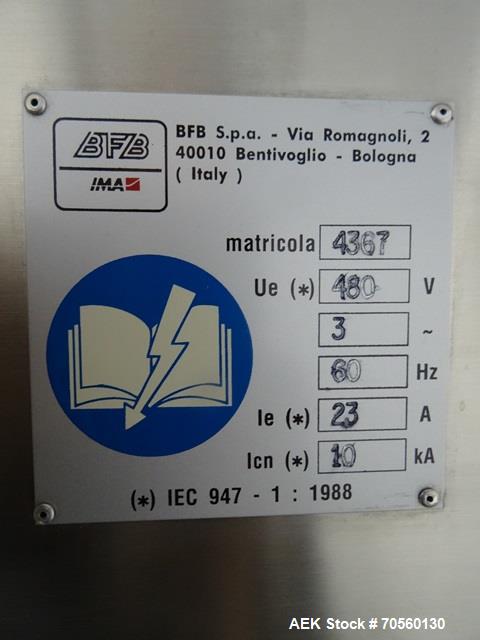 BFB
IMA
BFB S.p.a. - Via Romagnoli, 2
40010 Bentivoglio - Bologna
( Italy )
matricola 4367
Ue (*) 480 V
3 ~
60 Hz
Ie (*) 23 A
Icn (*) 10 kA
(*) IEC 947 - 1 : 1988
AEK Stock # 70560130